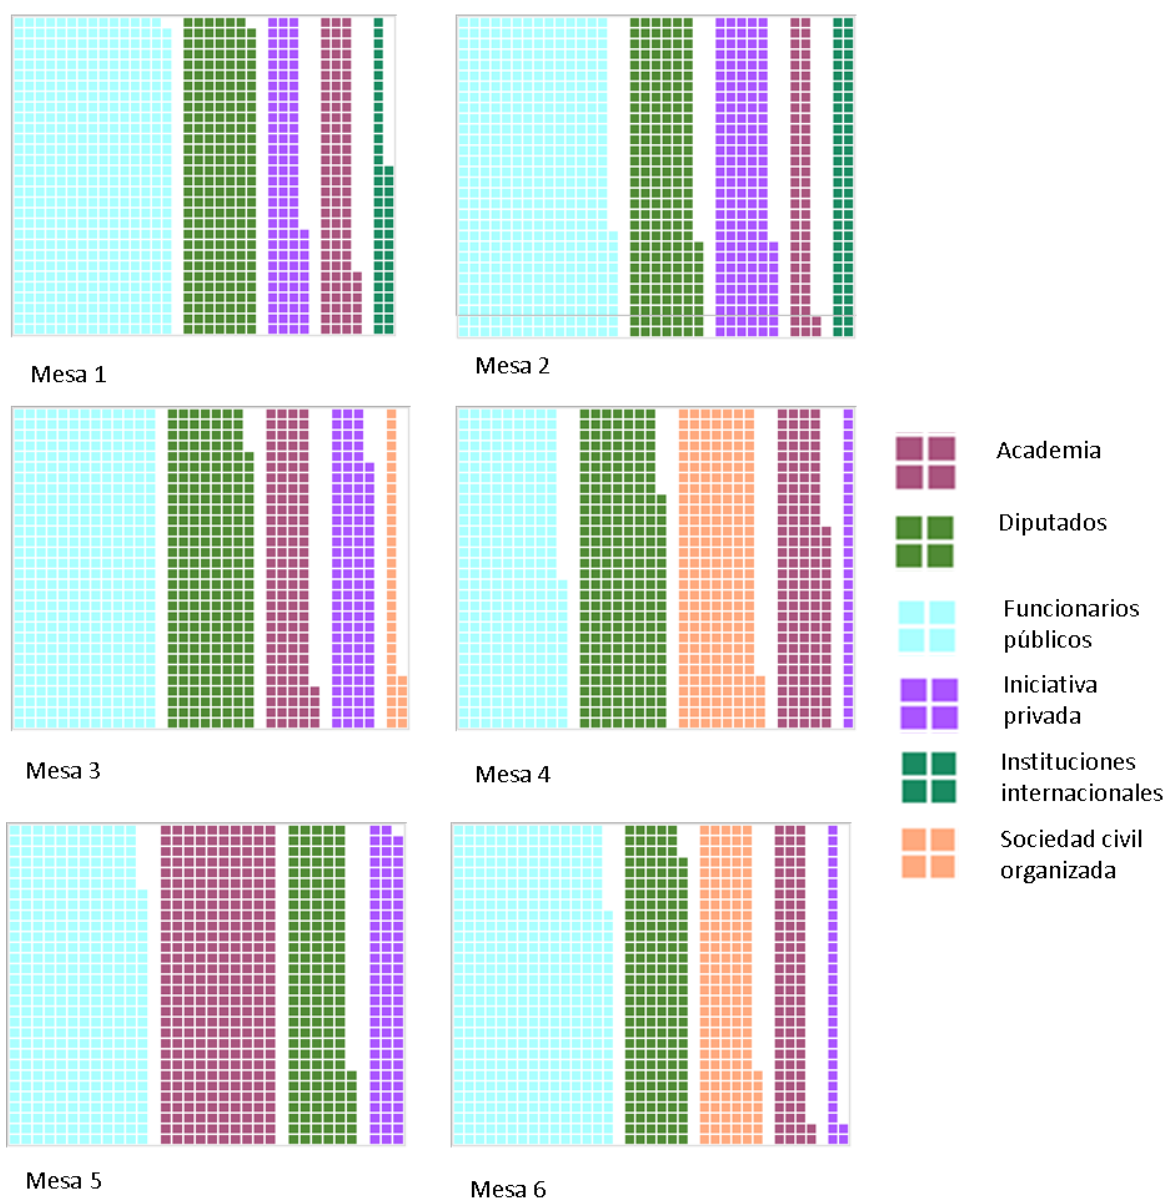 Mesa 1
Mesa 2
Mesa 3
Mesa 4
Mesa 5
Mesa 6
Academia
Diputados
Funcionarios
públicos
Iniciativa
privada
Instituciones
internacionales
Sociedad civil
organizada